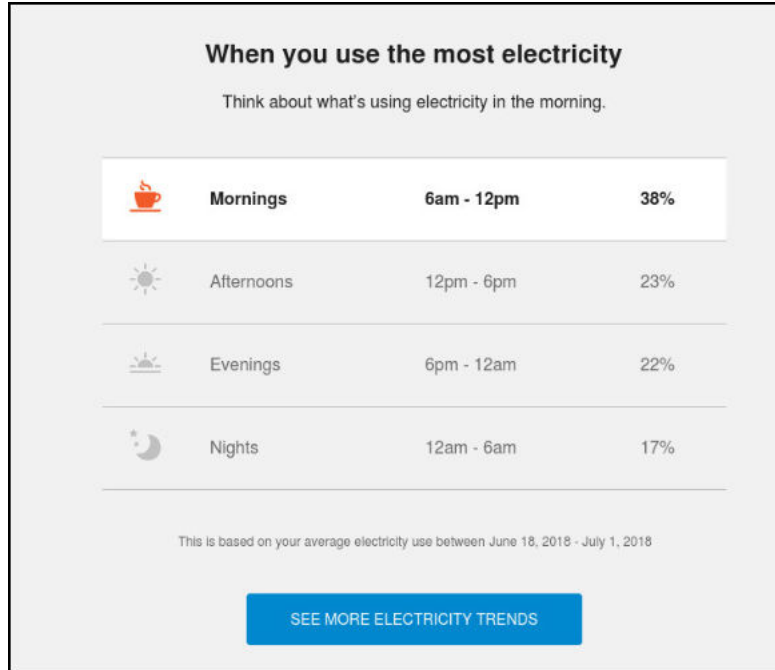 When you use the most electricity
Think about what's using electricity in the morning.
Mornings 6am - 12pm 38%
Afternoons 12pm - 6pm 23%
Evenings 6pm - 12am 22%
Nights 12am - 6am 17%
This is based on your average electricity use between June 18, 2018 - July 1, 2018
SEE MORE ELECTRICITY TRENDS